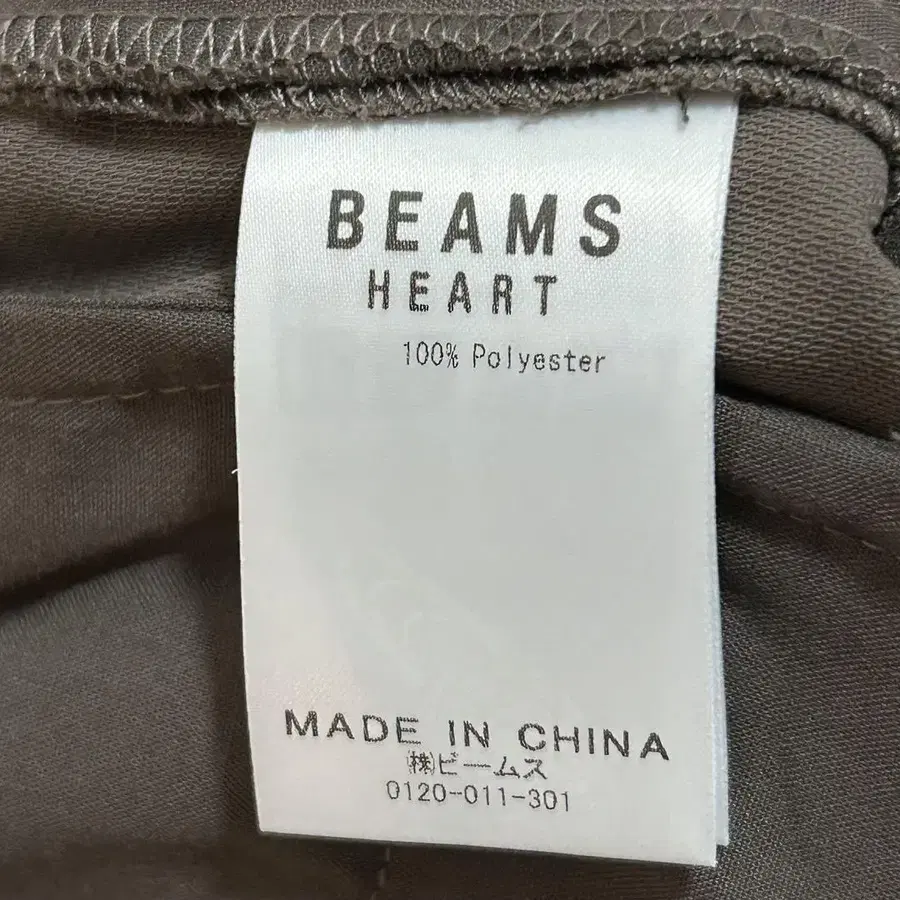 BEAMS
HEART
100% Polyester
MADE IN CHINA
㈱ビームス
0120-011-301